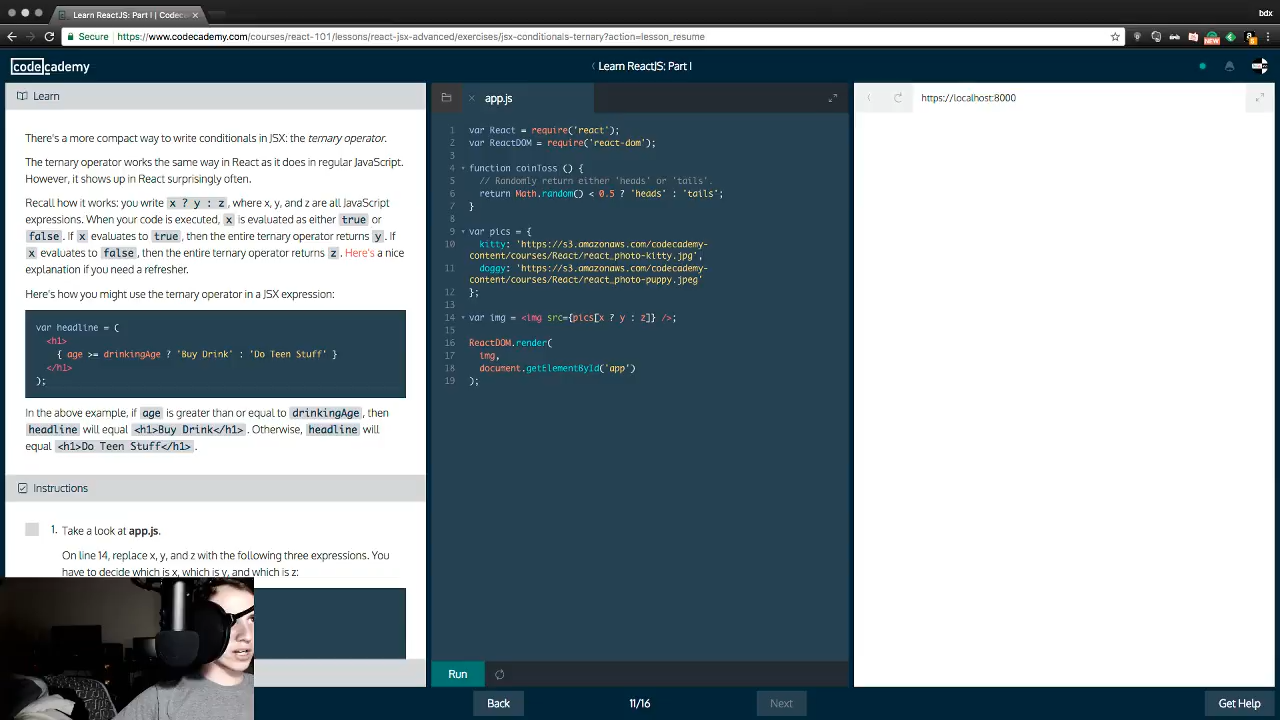 Learn ReactJS: Part I | Codec
bdx
Secure
https://www.codecademy.com/courses/react-101/lessons/react-jsx-advanced/exercises/jsx-conditionals-ternary?action=lesson_resume
NEW
codecademy
Learn ReactJS: Part I
Learn
There's a more compact way to write conditionals in JSX: the ternary operator.
The ternary operator works the same way in React as it does in regular JavaScript.
However, it shows up in React surprisingly often.
Recall how it works: you write x ? y : z, where x, y, and z are all JavaScript
expressions. When your code is executed, x is evaluated as either true or
false. If x evaluates to true, then the entire ternary operator returns y. If
x evaluates to false, then the entire ternary operator returns z. Here's a nice
explanation if you need a refresher.
Here's how you might use the ternary operator in a JSX expression:
var headline = (
<h1>
{ age >= drinkingAge ? 'Buy Drink' : 'Do Teen Stuff' }
</h1>
);
In the above example, if age is greater than or equal to drinkingAge, then
headline will equal <h1>Buy Drink</h1>. Otherwise, headline will
equal <h1>Do Teen Stuff</h1>.
Instructions
1. Take a look at app.js.
On line 14, replace x, y, and z with the following three expressions. You
have to decide which is x, which is y, and which is z:
app.js
1 var React = require('react');
2 var ReactDOM = require('react-dom');
3
4 function coinToss () {
5 // Randomly return either 'heads' or 'tails'.
6 return Math.random() < 0.5 ? 'heads' : 'tails';
7 }
8
9 var pics = {
10 kitty: 'https://s3.amazonaws.com/codecademy-
content/courses/React/react_photo-kitty.jpg',
11 doggy: 'https://s3.amazonaws.com/codecademy-
content/courses/React/react_photo-puppy.jpeg'
12 };
13
14 var img = <img src={pics[x ? y : z]} />;
15
16 ReactDOM.render(
17 img,
18 document.getElementById('app')
19 );
https://localhost:8000
Run
Back
11/16
Next
Get Help